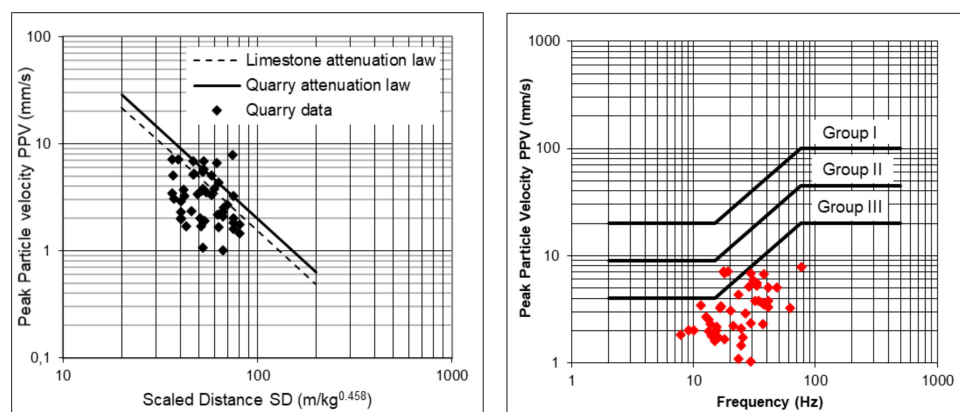 100
10
1
0,1
Peak Particle velocity PPV (mm/s)
Limestone attenuation law
Quarry attenuation law
Quarry data
10
100
1000
Scaled Distance SD (m/kg0.458)
1000
100
10
1
Peak Particle Velocity PPV (mm/s)
Group I
Group II
Group III
1
10
100
1000
Frequency (Hz)